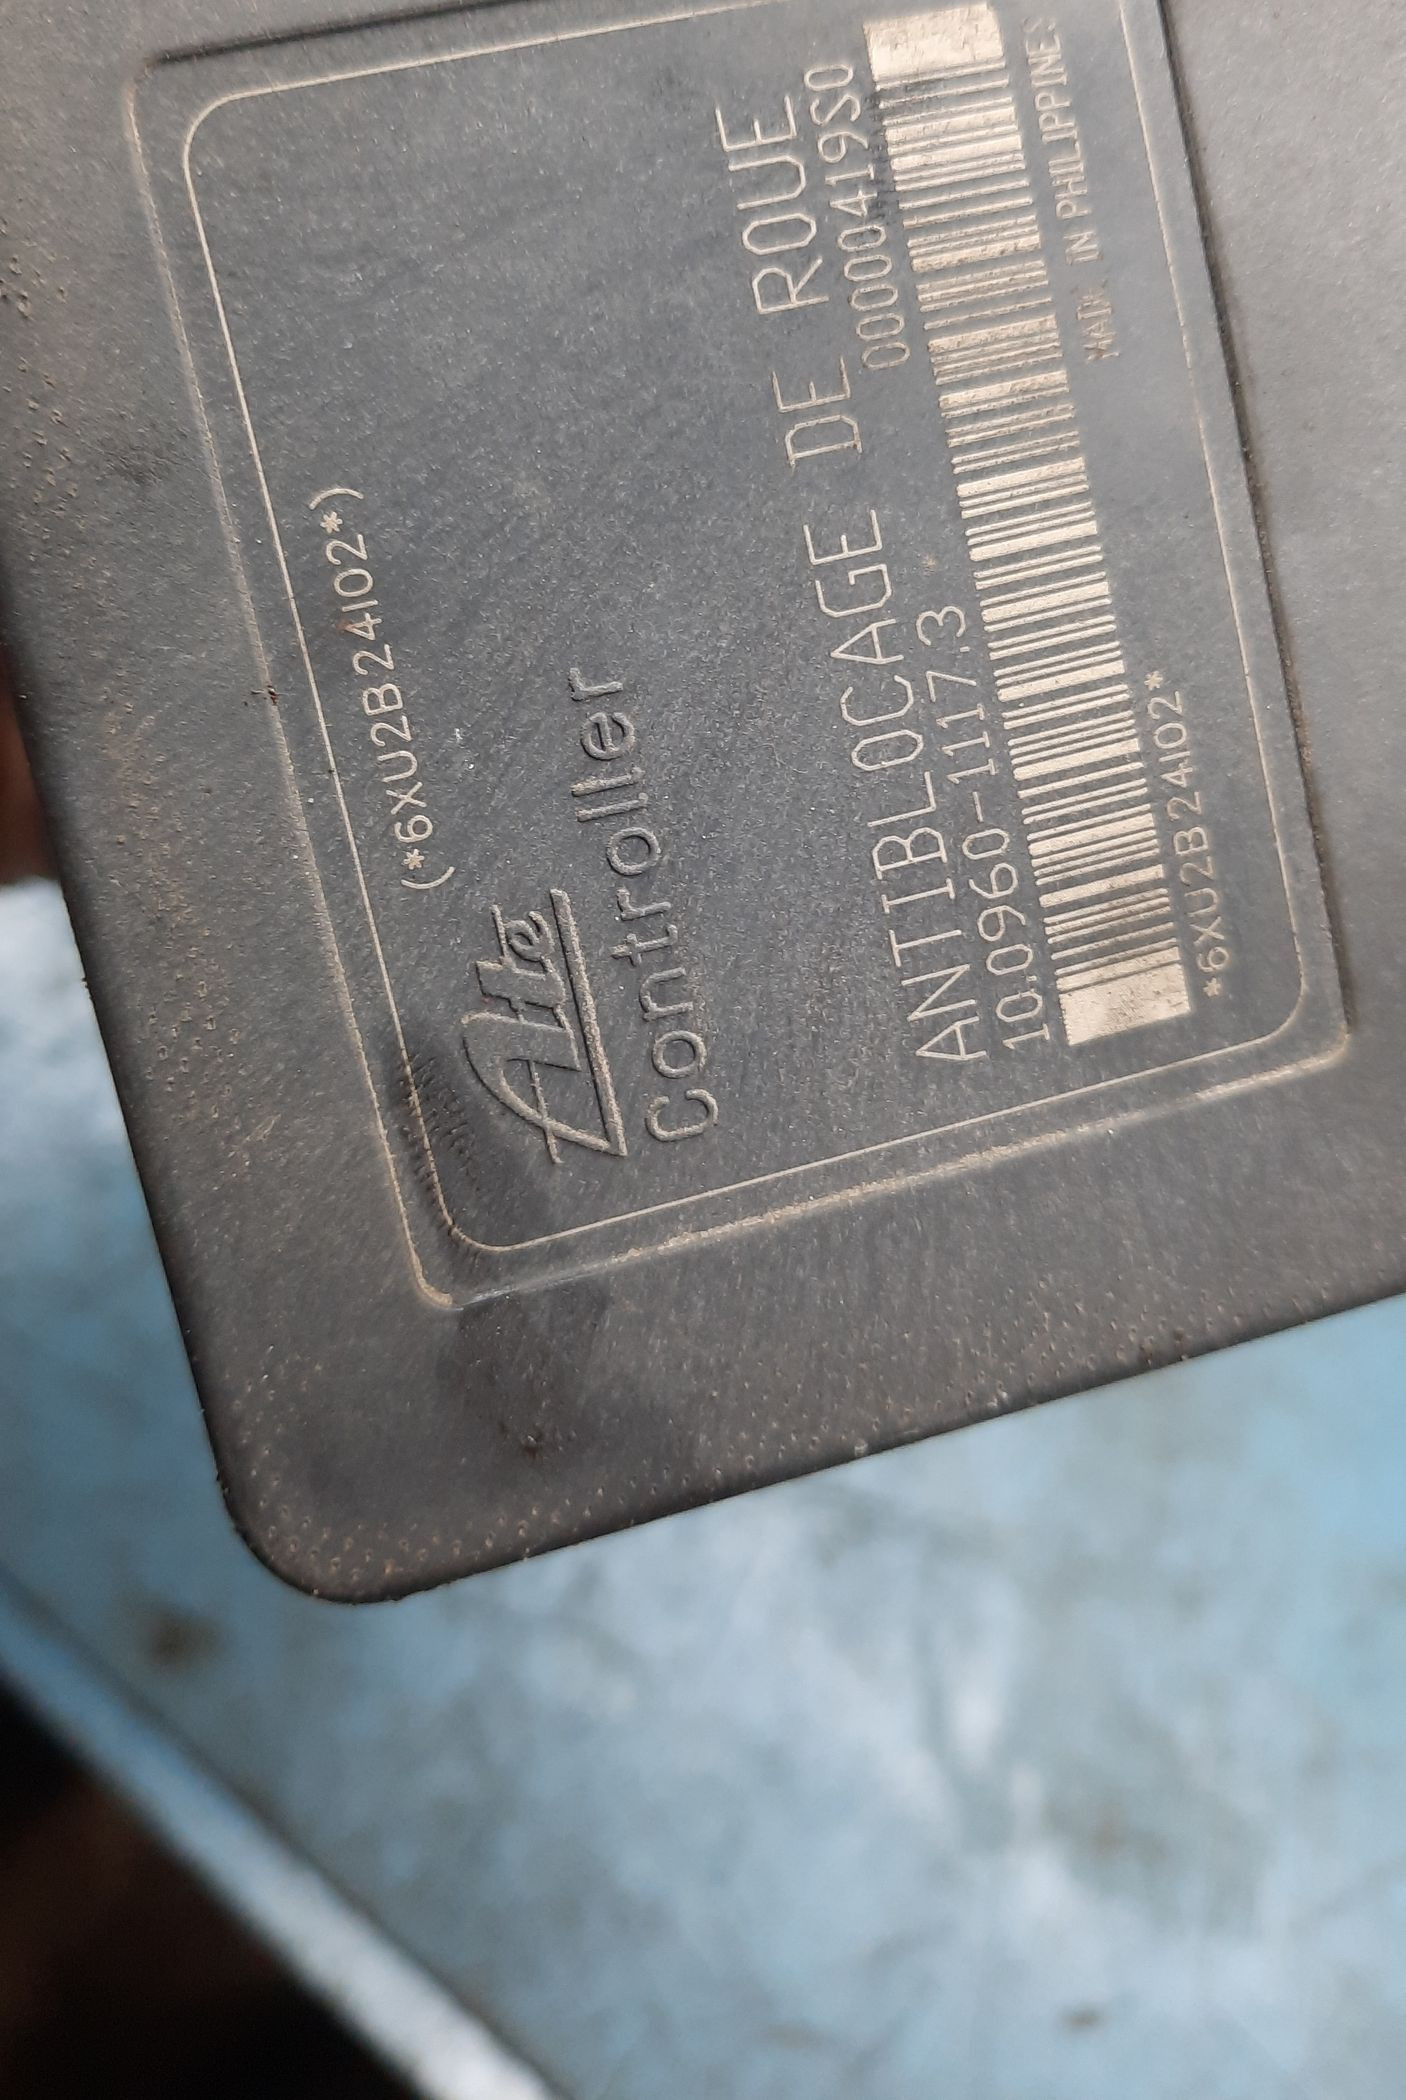 (*6XU2B24I02*)
Ate
Controller
ANTIBLOCAGE DE ROUE
10.0960-1117.3 00000419S0
*6XU2B24I02* MADE IN PHILIPPINES